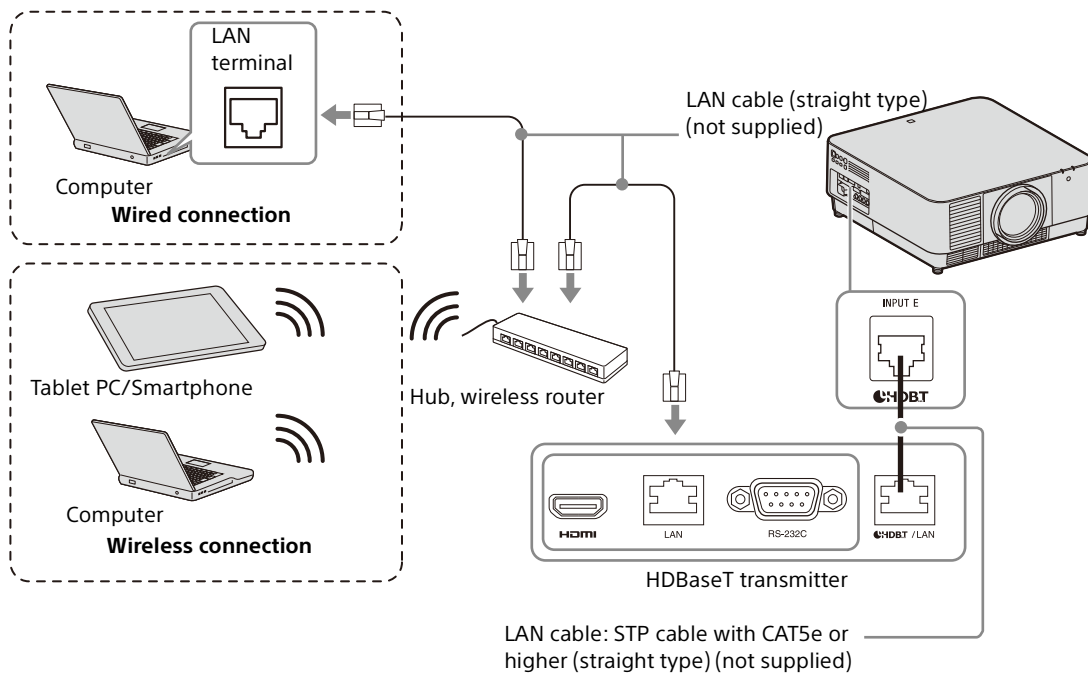 LAN
terminal
Computer
Wired connection
LAN cable (straight type)
(not supplied)
INPUT E
HDBT
Tablet PC/Smartphone
Hub, wireless router
Computer
Wireless connection
HDMI
LAN
RS-232C
HDBT / LAN
HDBaseT transmitter
LAN cable: STP cable with CAT5e or
higher (straight type) (not supplied)